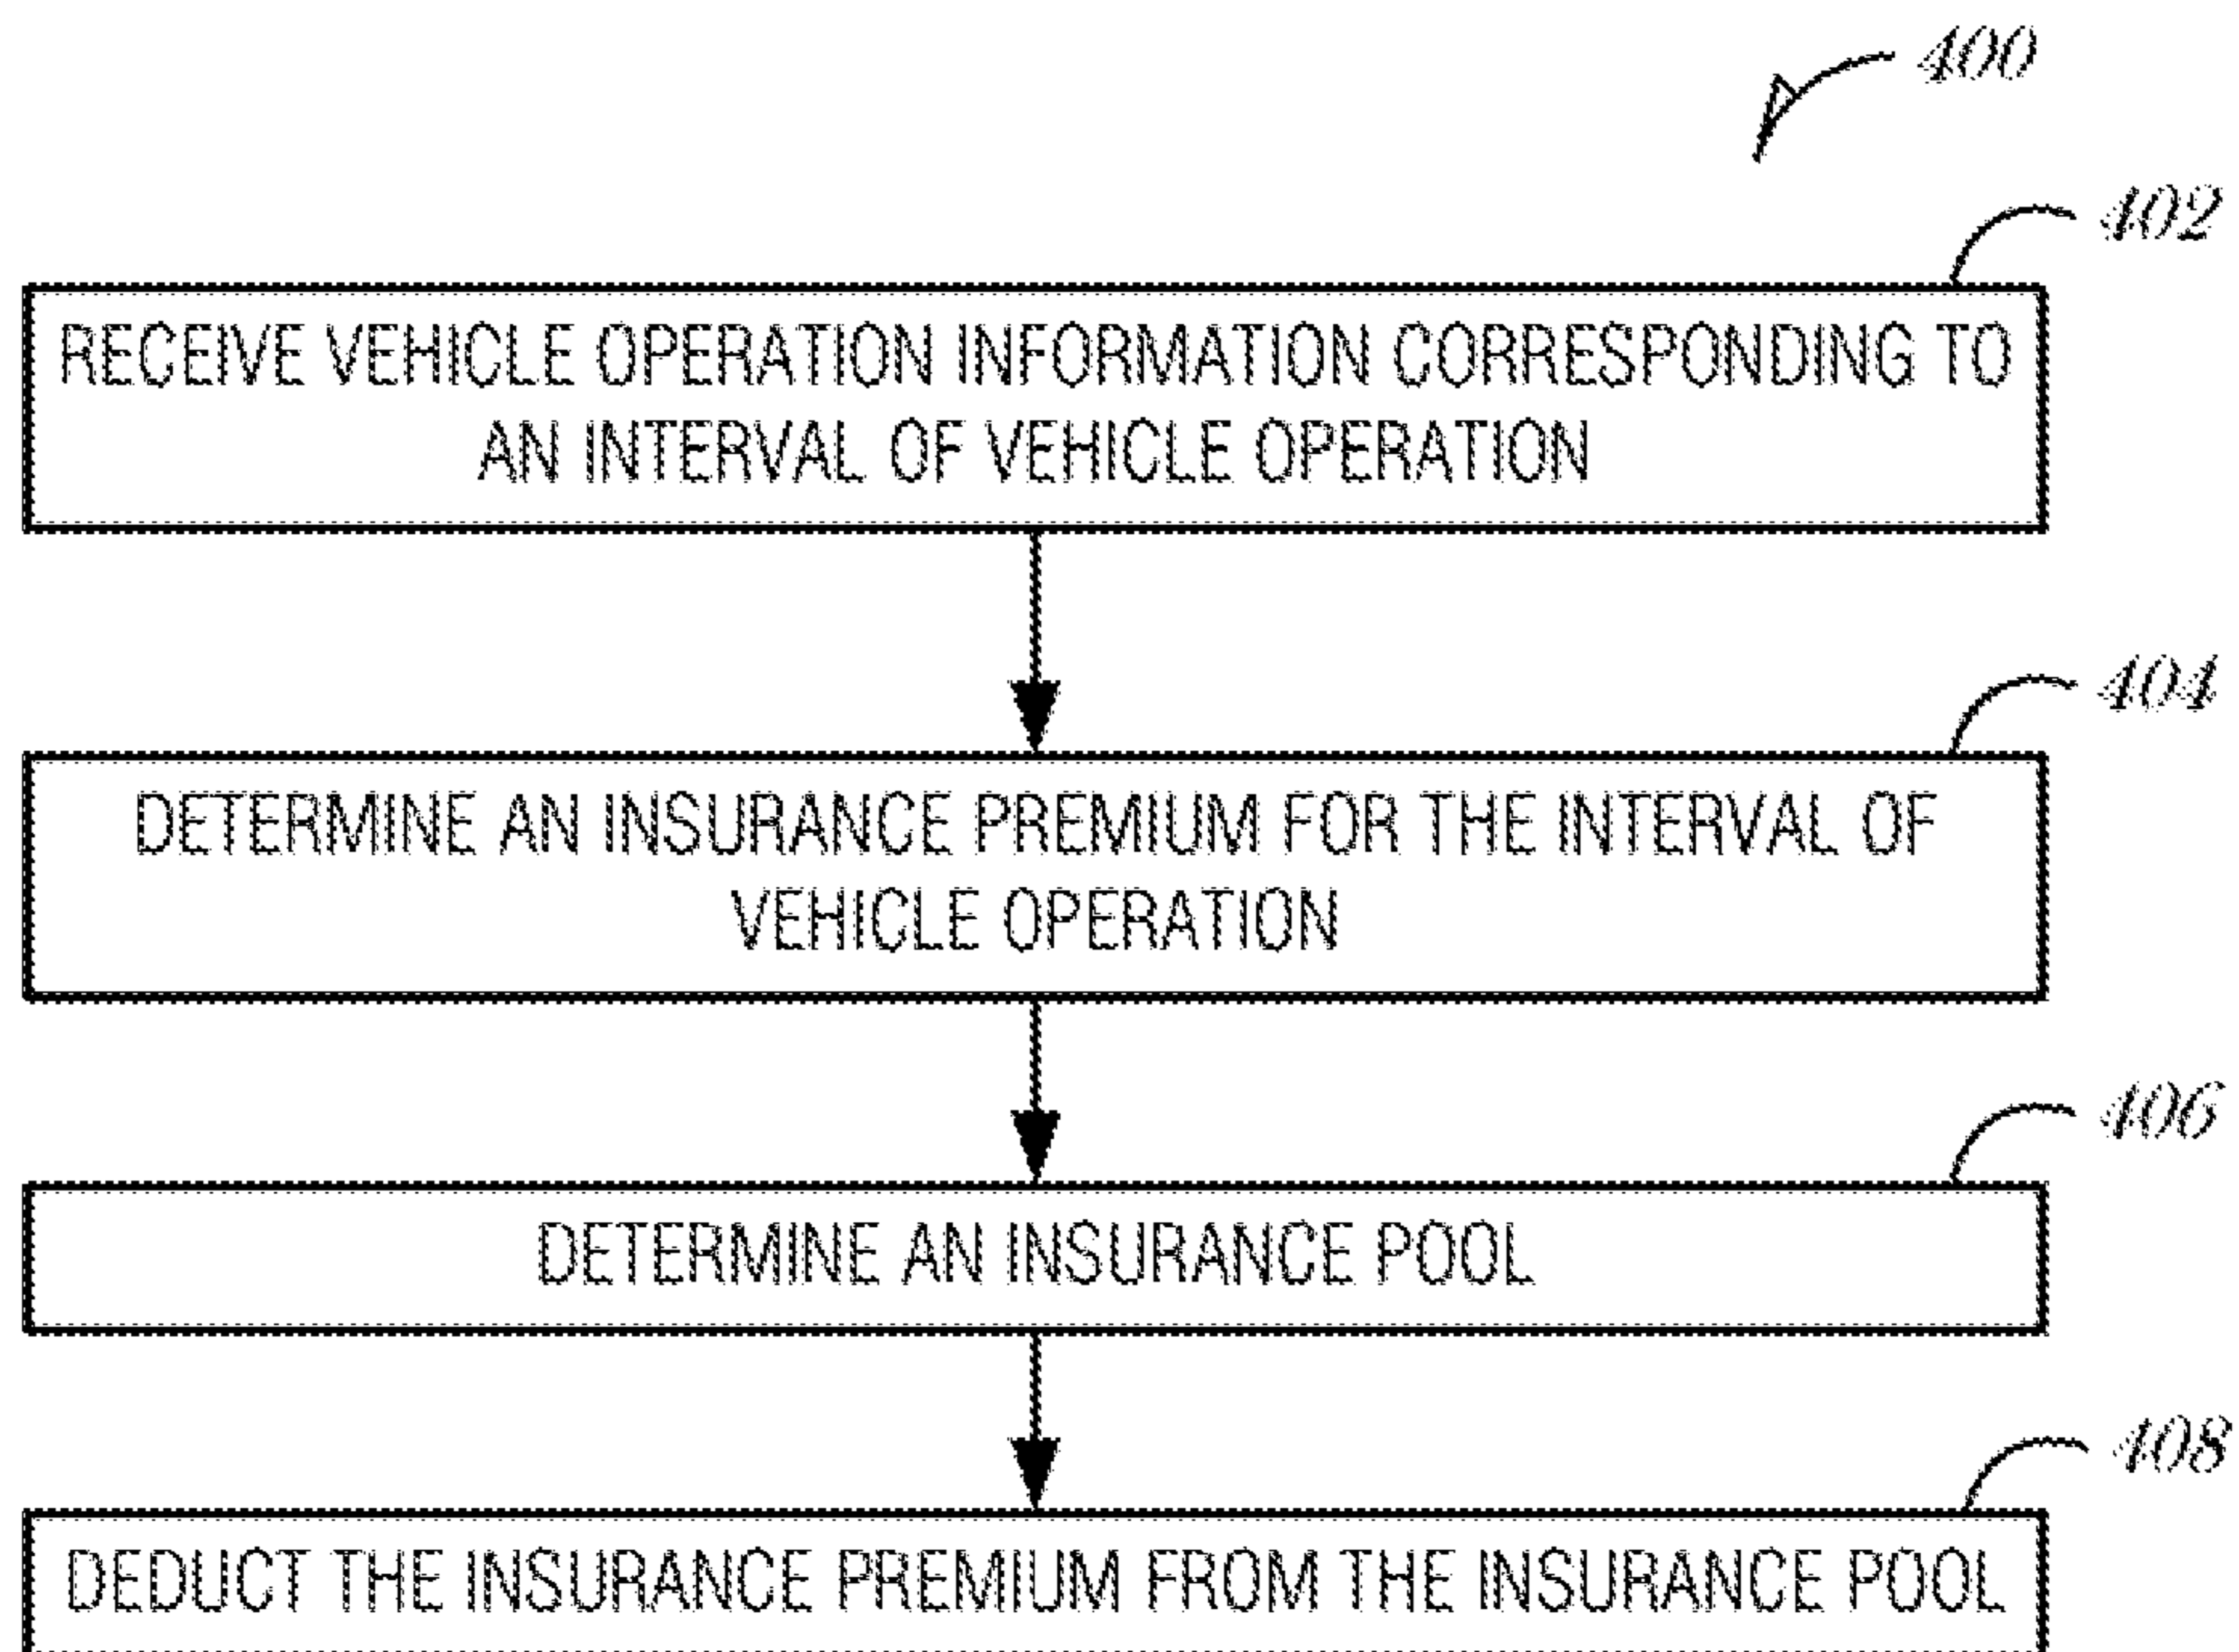 400
402
RECEIVE VEHICLE OPERATION INFORMATION CORRESPONDING TO
AN INTERVAL OF VEHICLE OPERATION
404
DETERMINE AN INSURANCE PREMIUM FOR THE INTERVAL OF
VEHICLE OPERATION
406
DETERMINE AN INSURANCE POOL
408
DEDUCT THE INSURANCE PREMIUM FROM THE INSURANCE POOL